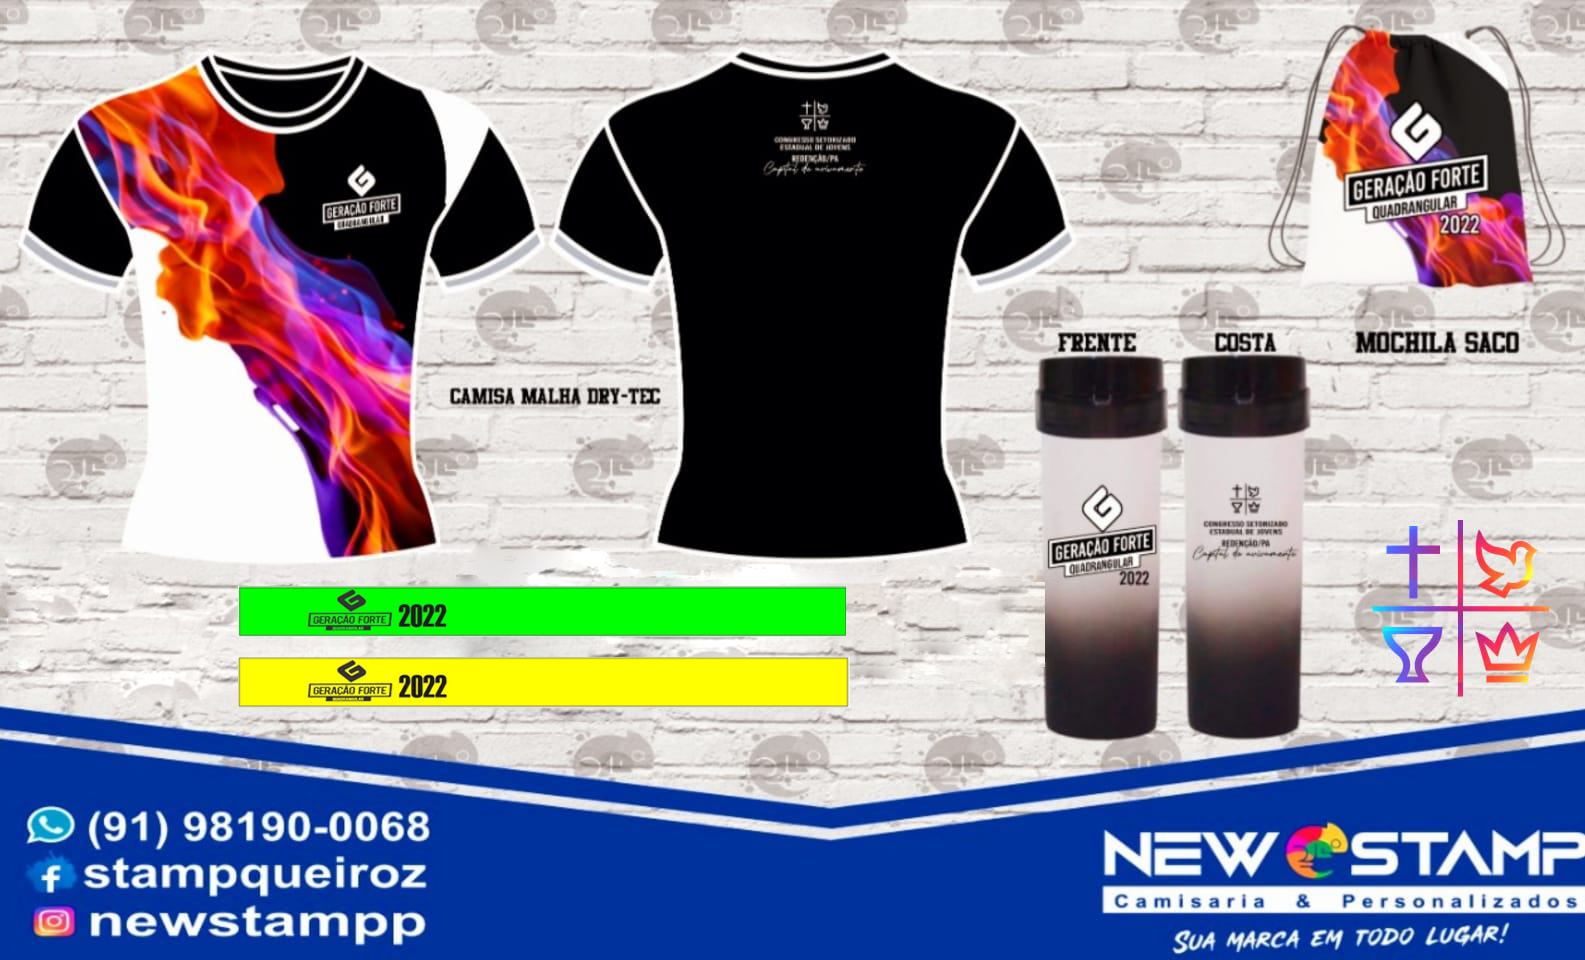 GERAÇÃO FORTE
QUADRANGULAR
CONGRESSO SETORIZADO
ESTADUAL DE JOVENS
REDENÇÃO/PA
Capital do avivamento
GERAÇÃO FORTE
QUADRANGULAR
2022
CAMISA MALHA DRY-TEC
FRENTE
COSTA
MOCHILA SACO
GERAÇÃO FORTE
QUADRANGULAR
2022
CONGRESSO SETORIZADO
ESTADUAL DE JOVENS
REDENÇÃO/PA
Capital do avivamento
GERAÇÃO FORTE 2022
QUADRANGULAR
GERAÇÃO FORTE 2022
QUADRANGULAR
(91) 98190-0068
stampqueiroz
newstampp
NEW STAMP
Camisaria & Personalizados
SUA MARCA EM TODO LUGAR!